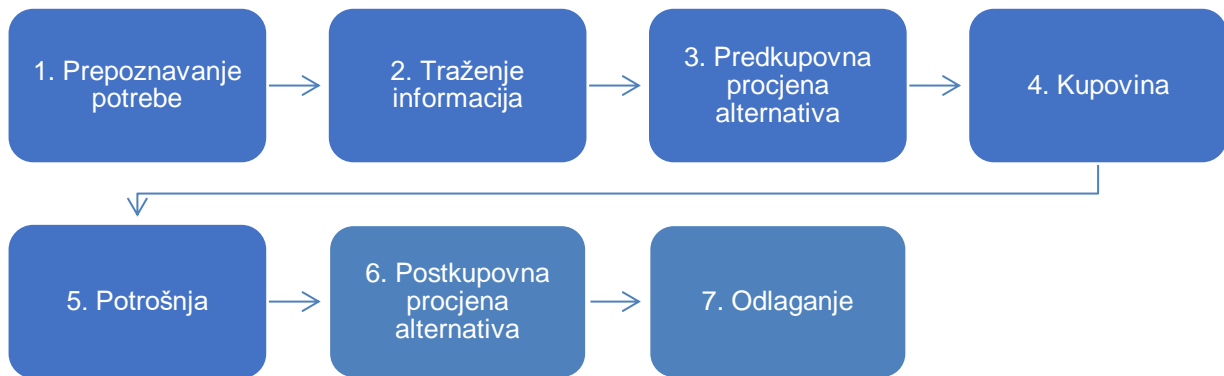 1. Prepoznavanje
potrebe
2. Traženje
informacija
3. Predkupovna
procjena
alternativa
4. Kupovina
5. Potrošnja
6. Postkupovna
procjena
alternativa
7. Odlaganje